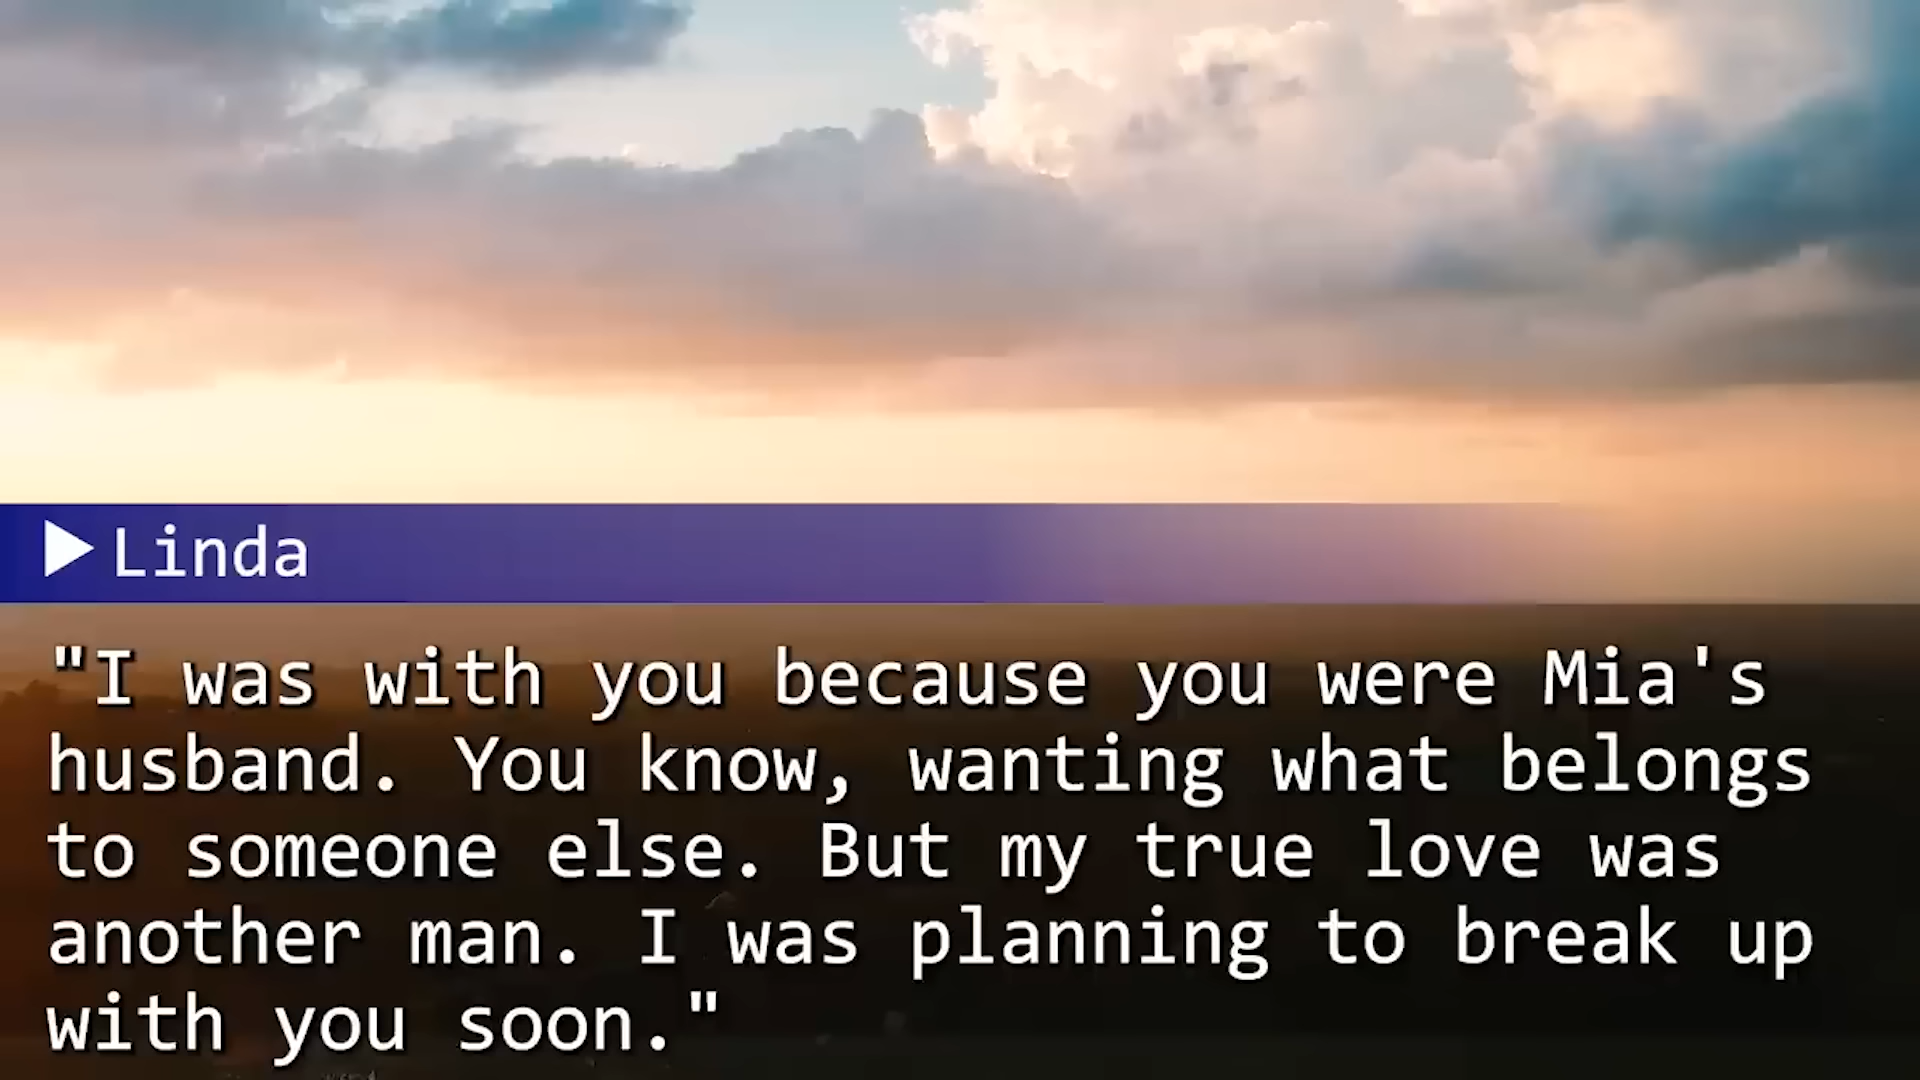 Linda
"I was with you because you were Mia's
husband. You know, wanting what belongs
to someone else. But my true love was
another man. I was planning to break up
with you soon."